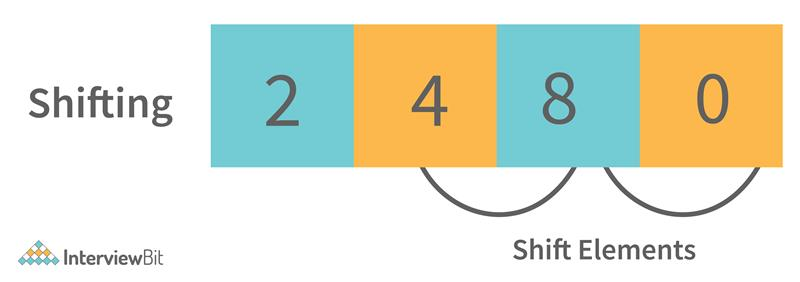 Shifting
2 4 8 0
Shift Elements
InterviewBit